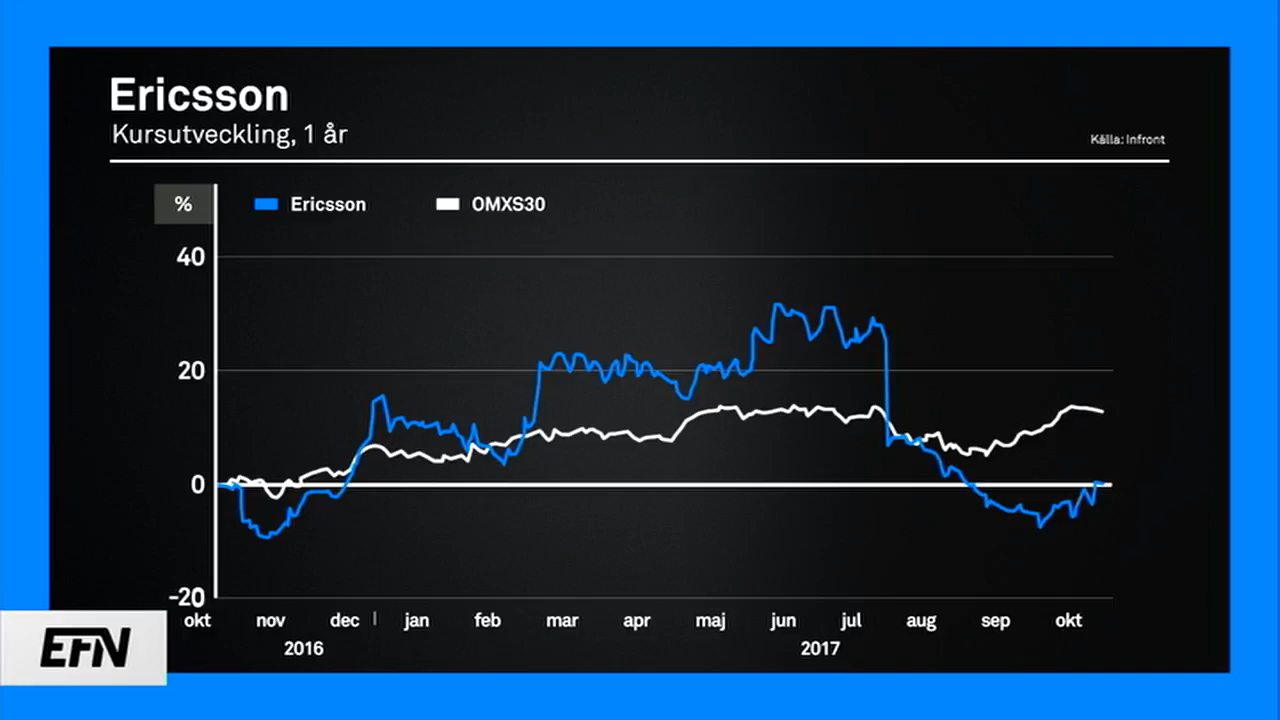 Ericsson
Kursutveckling, 1 år
Källa: Infront
% Ericsson OMXS30
40
20
0
-20
okt nov dec jan feb mar apr maj jun jul aug sep okt
2016 2017
EFN